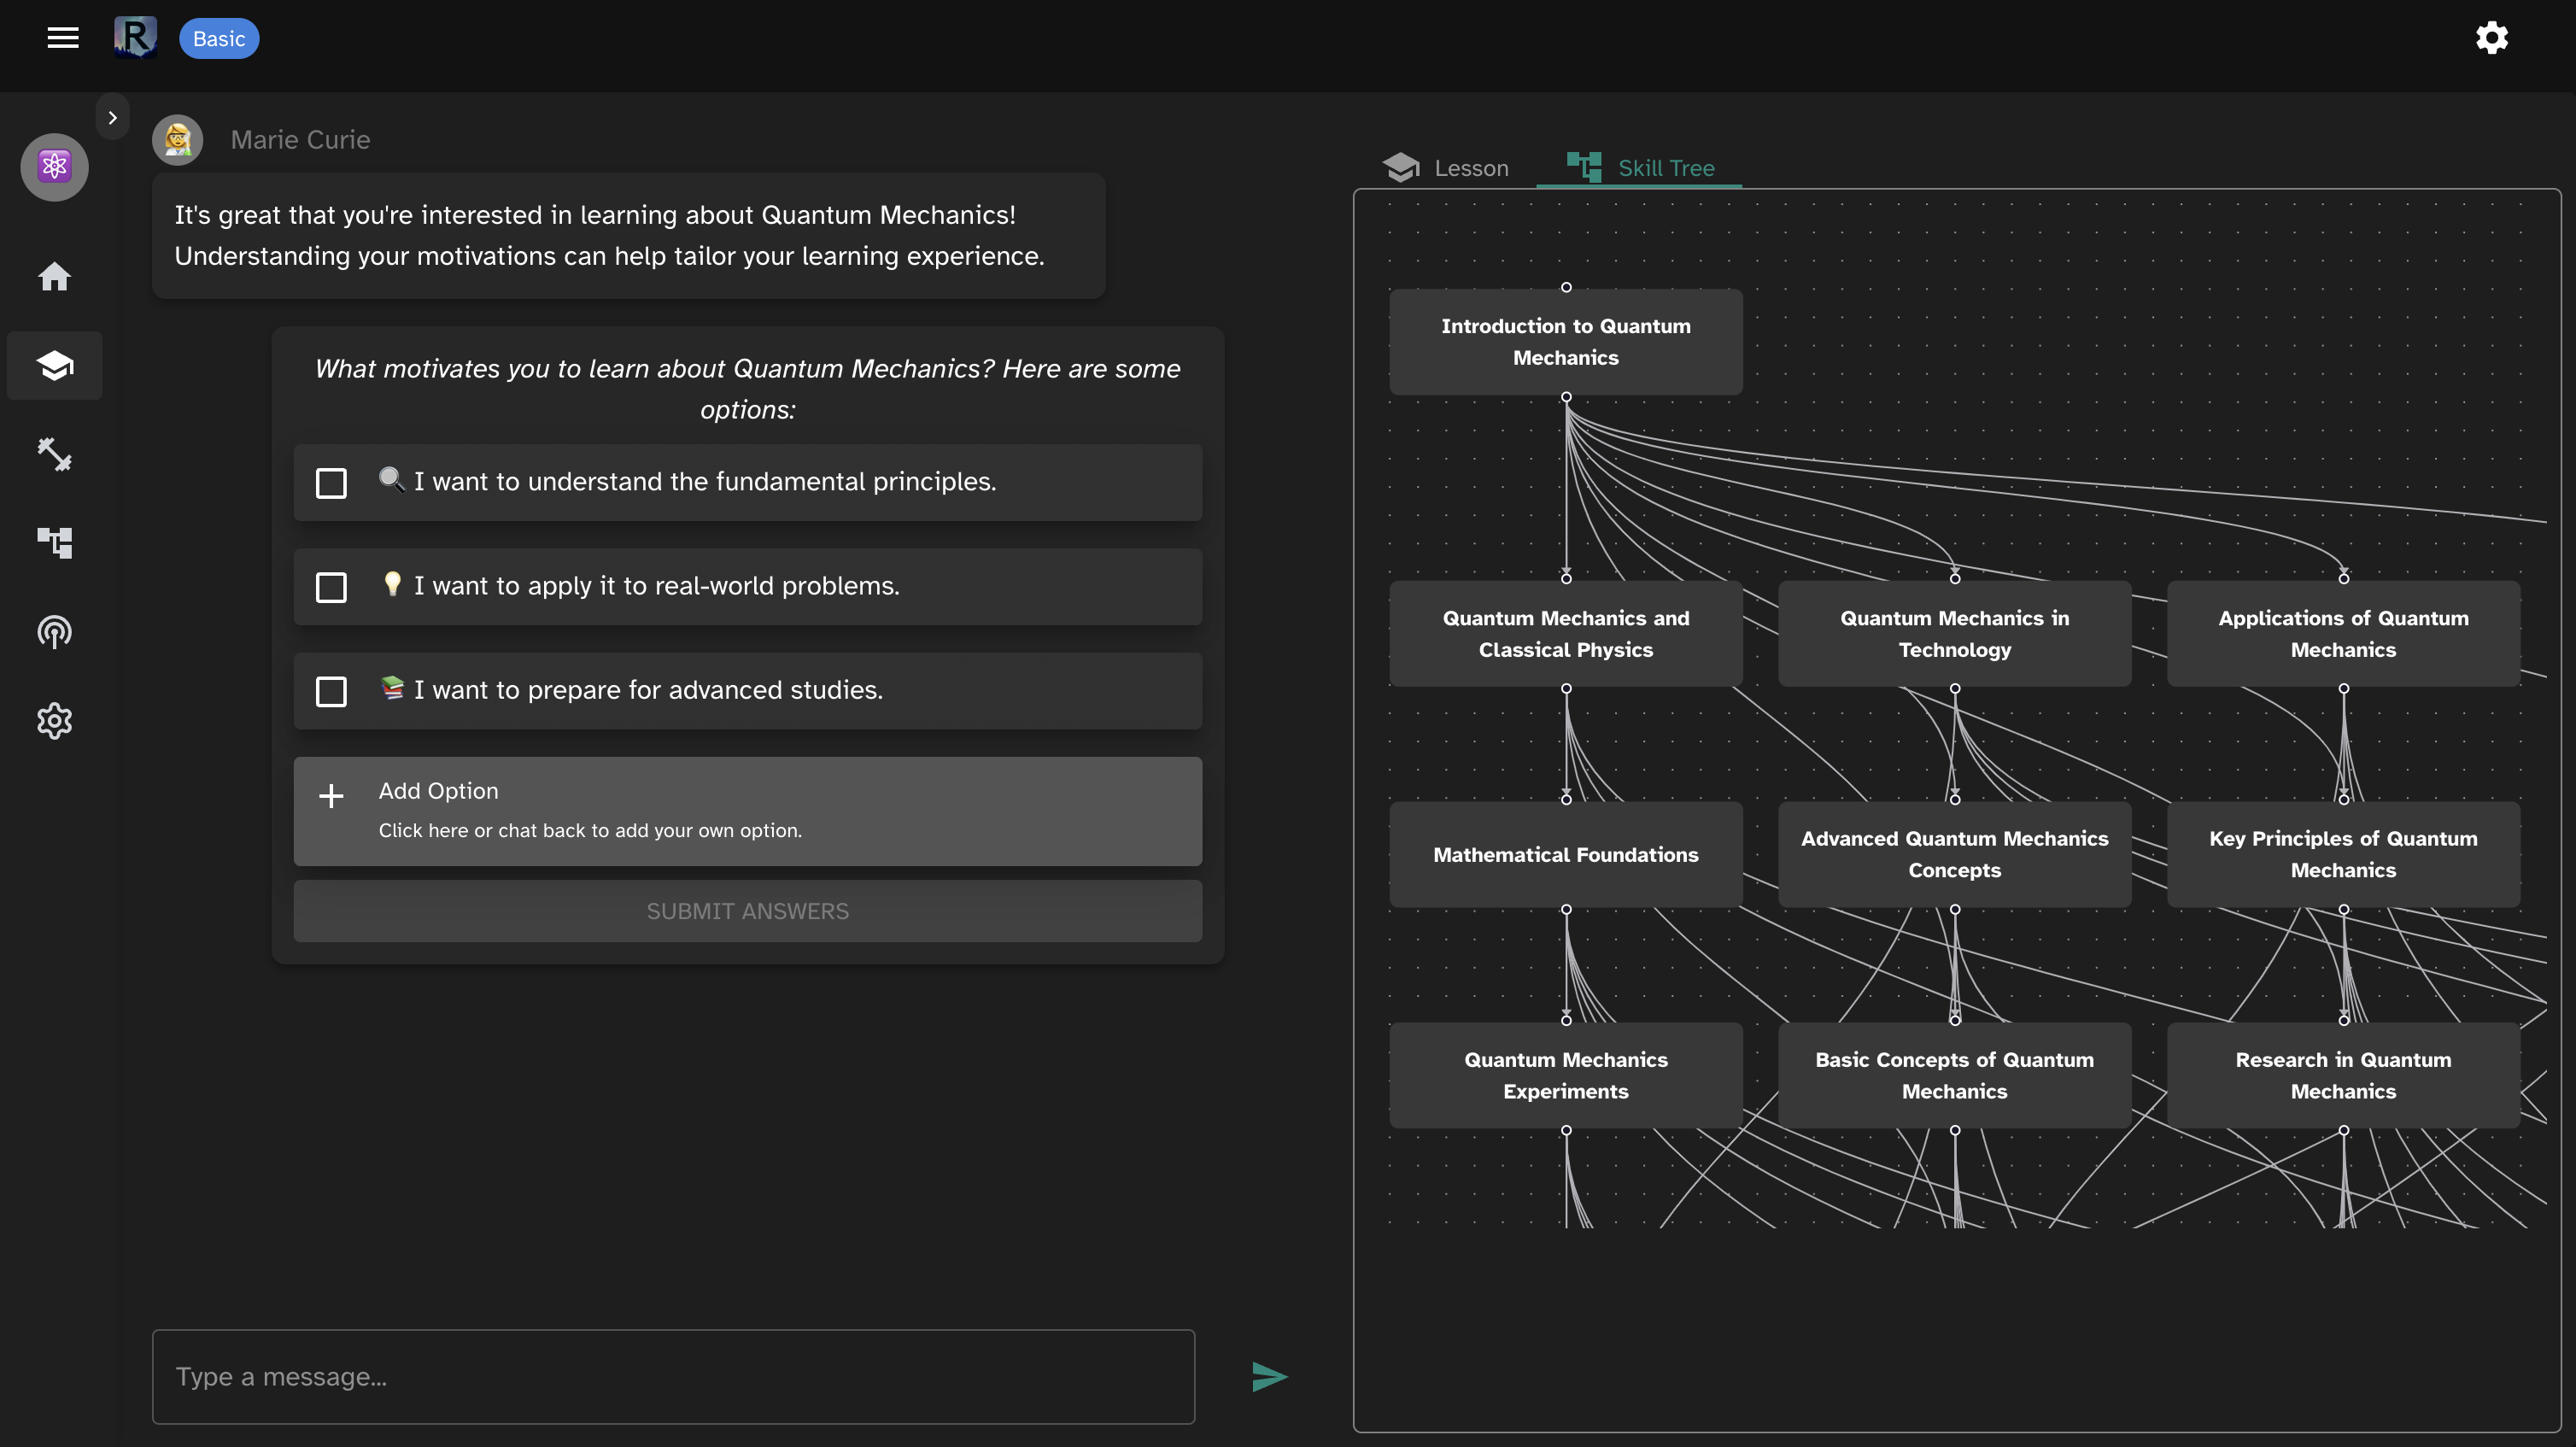 R
Basic
Marie Curie
It's great that you're interested in learning about Quantum Mechanics!
Understanding your motivations can help tailor your learning experience.
What motivates you to learn about Quantum Mechanics? Here are some
options:
🔍 I want to understand the fundamental principles.
💡 I want to apply it to real-world problems.
📚 I want to prepare for advanced studies.
Add Option
Click here or chat back to add your own option.
SUBMIT ANSWERS
Type a message...
Lesson
Skill Tree
Introduction to Quantum
Mechanics
Quantum Mechanics and
Classical Physics
Quantum Mechanics in
Technology
Applications of Quantum
Mechanics
Mathematical Foundations
Advanced Quantum Mechanics
Concepts
Key Principles of Quantum
Mechanics
Quantum Mechanics
Experiments
Basic Concepts of Quantum
Mechanics
Research in Quantum
Mechanics